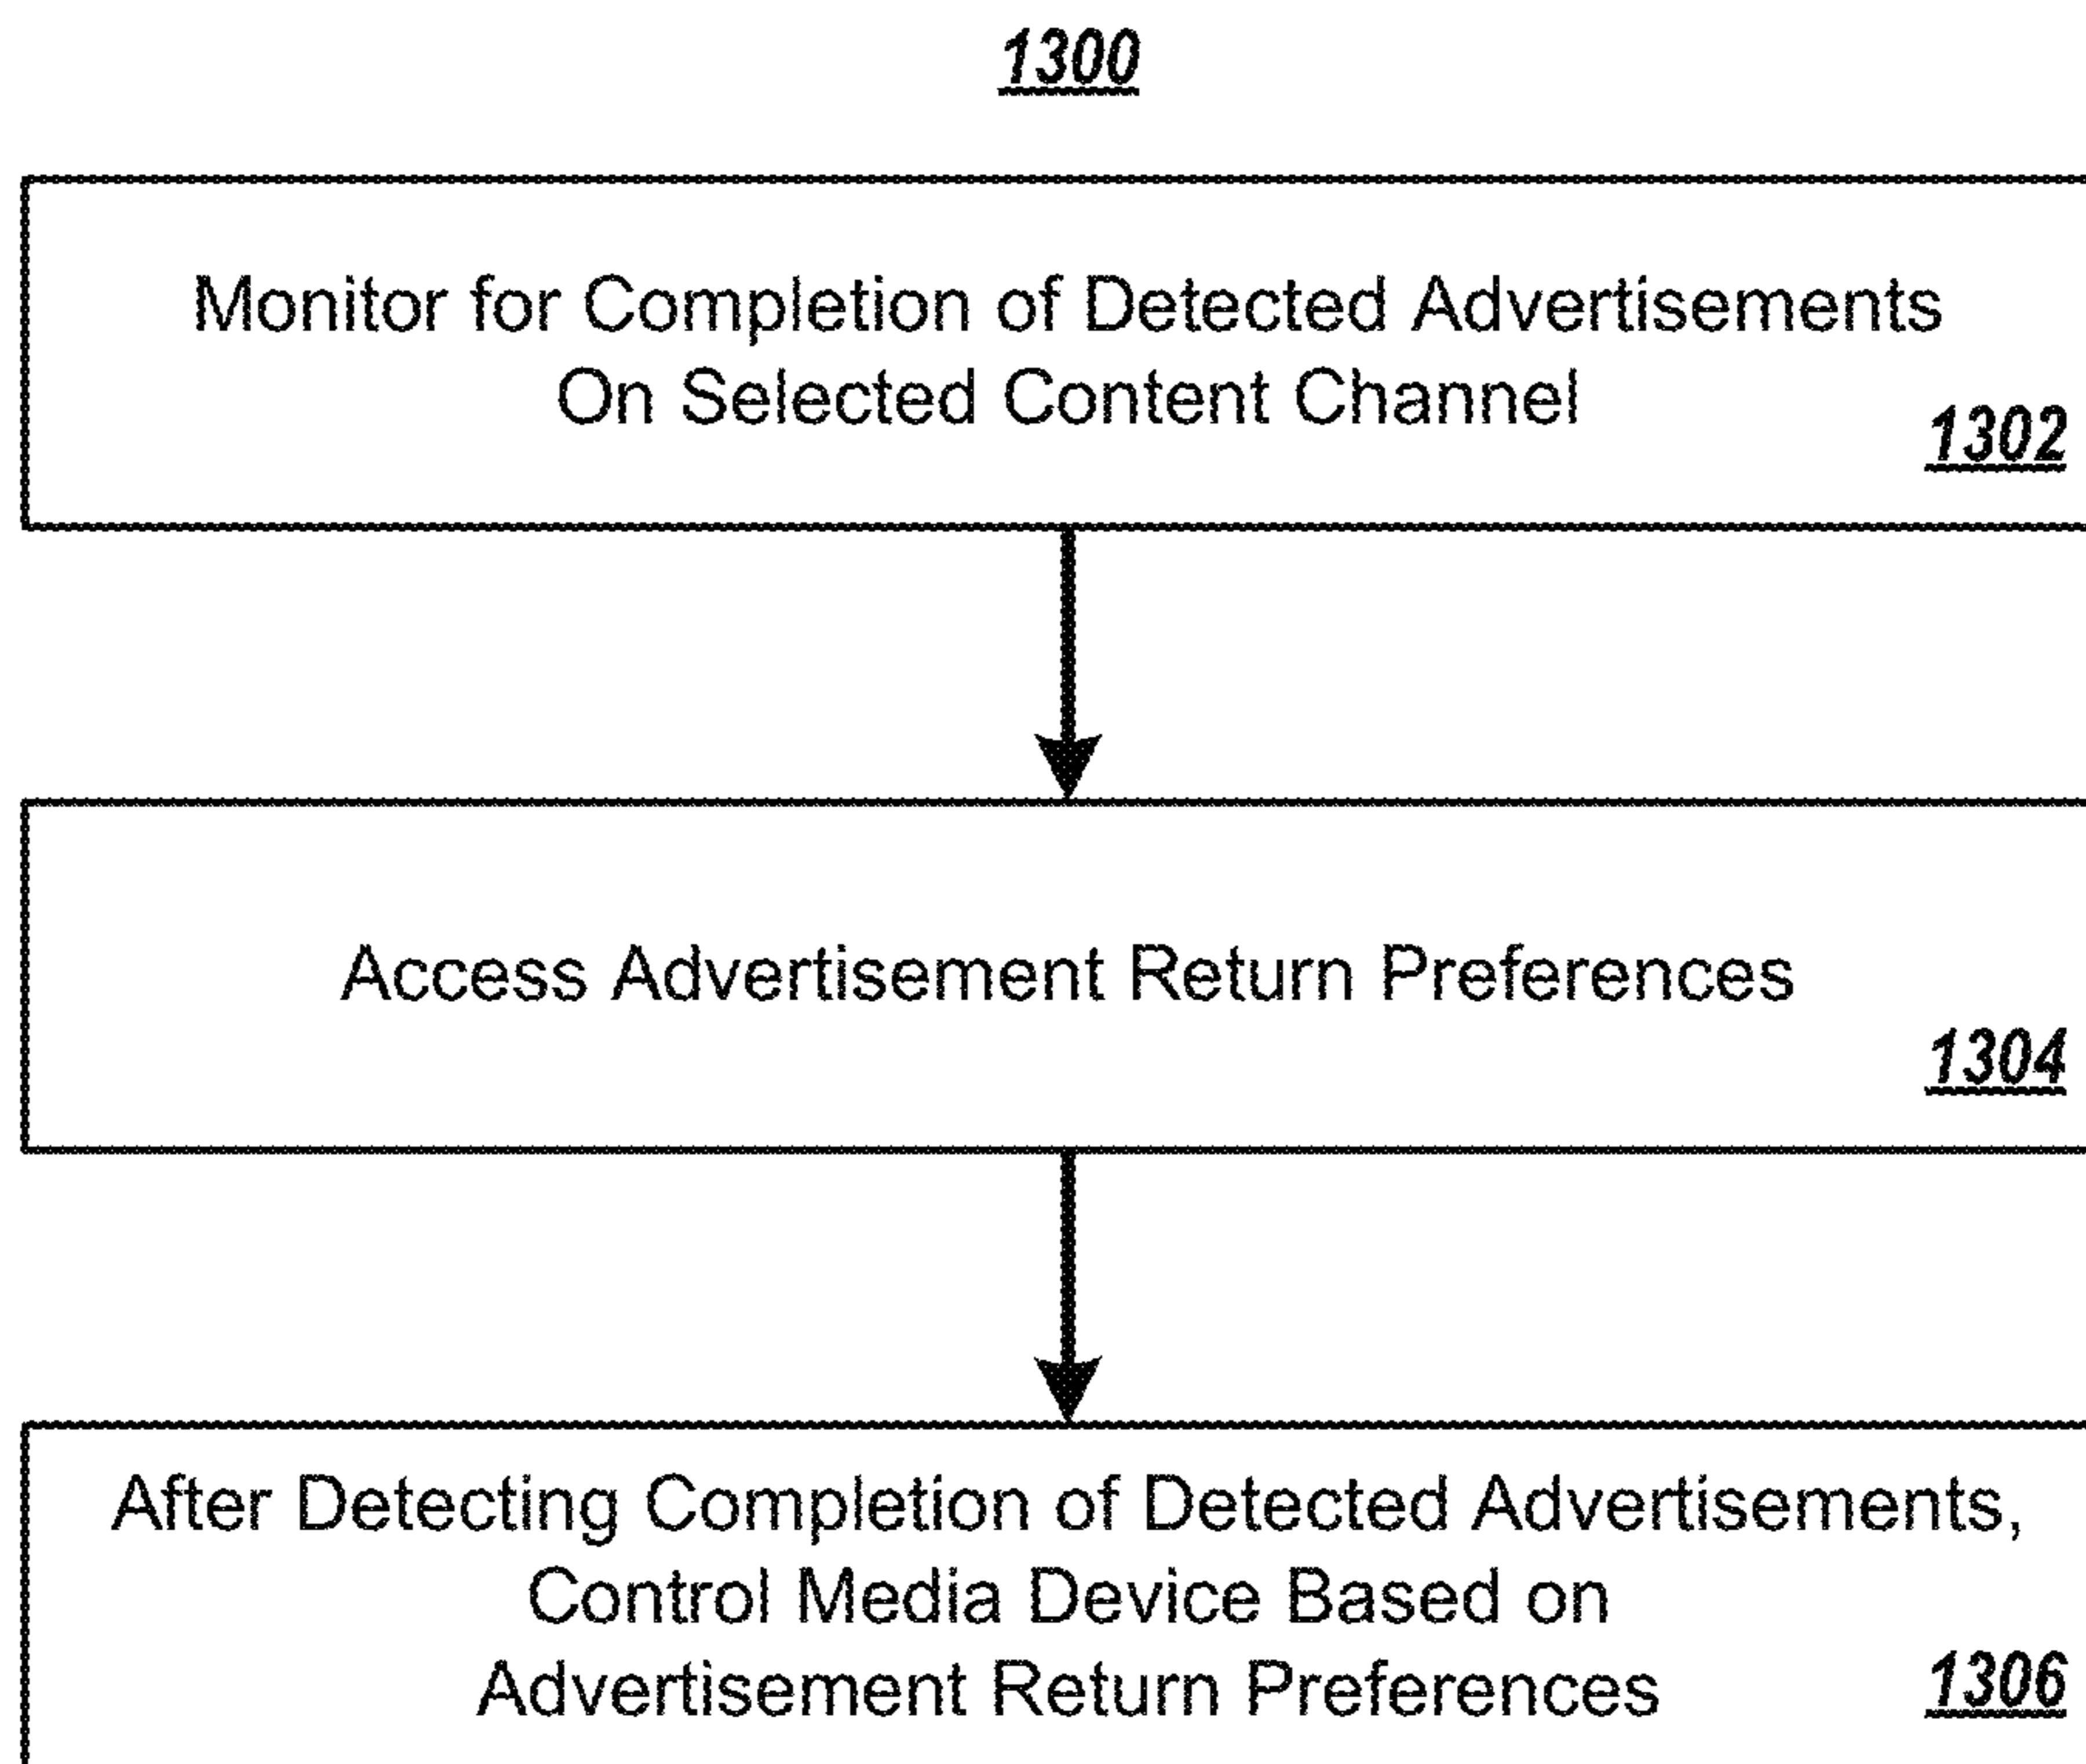 1300
Monitor for Completion of Detected Advertisements
On Selected Content Channel
1302
Access Advertisement Return Preferences
1304
After Detecting Completion of Detected Advertisements,
Control Media Device Based on
Advertisement Return Preferences
1306